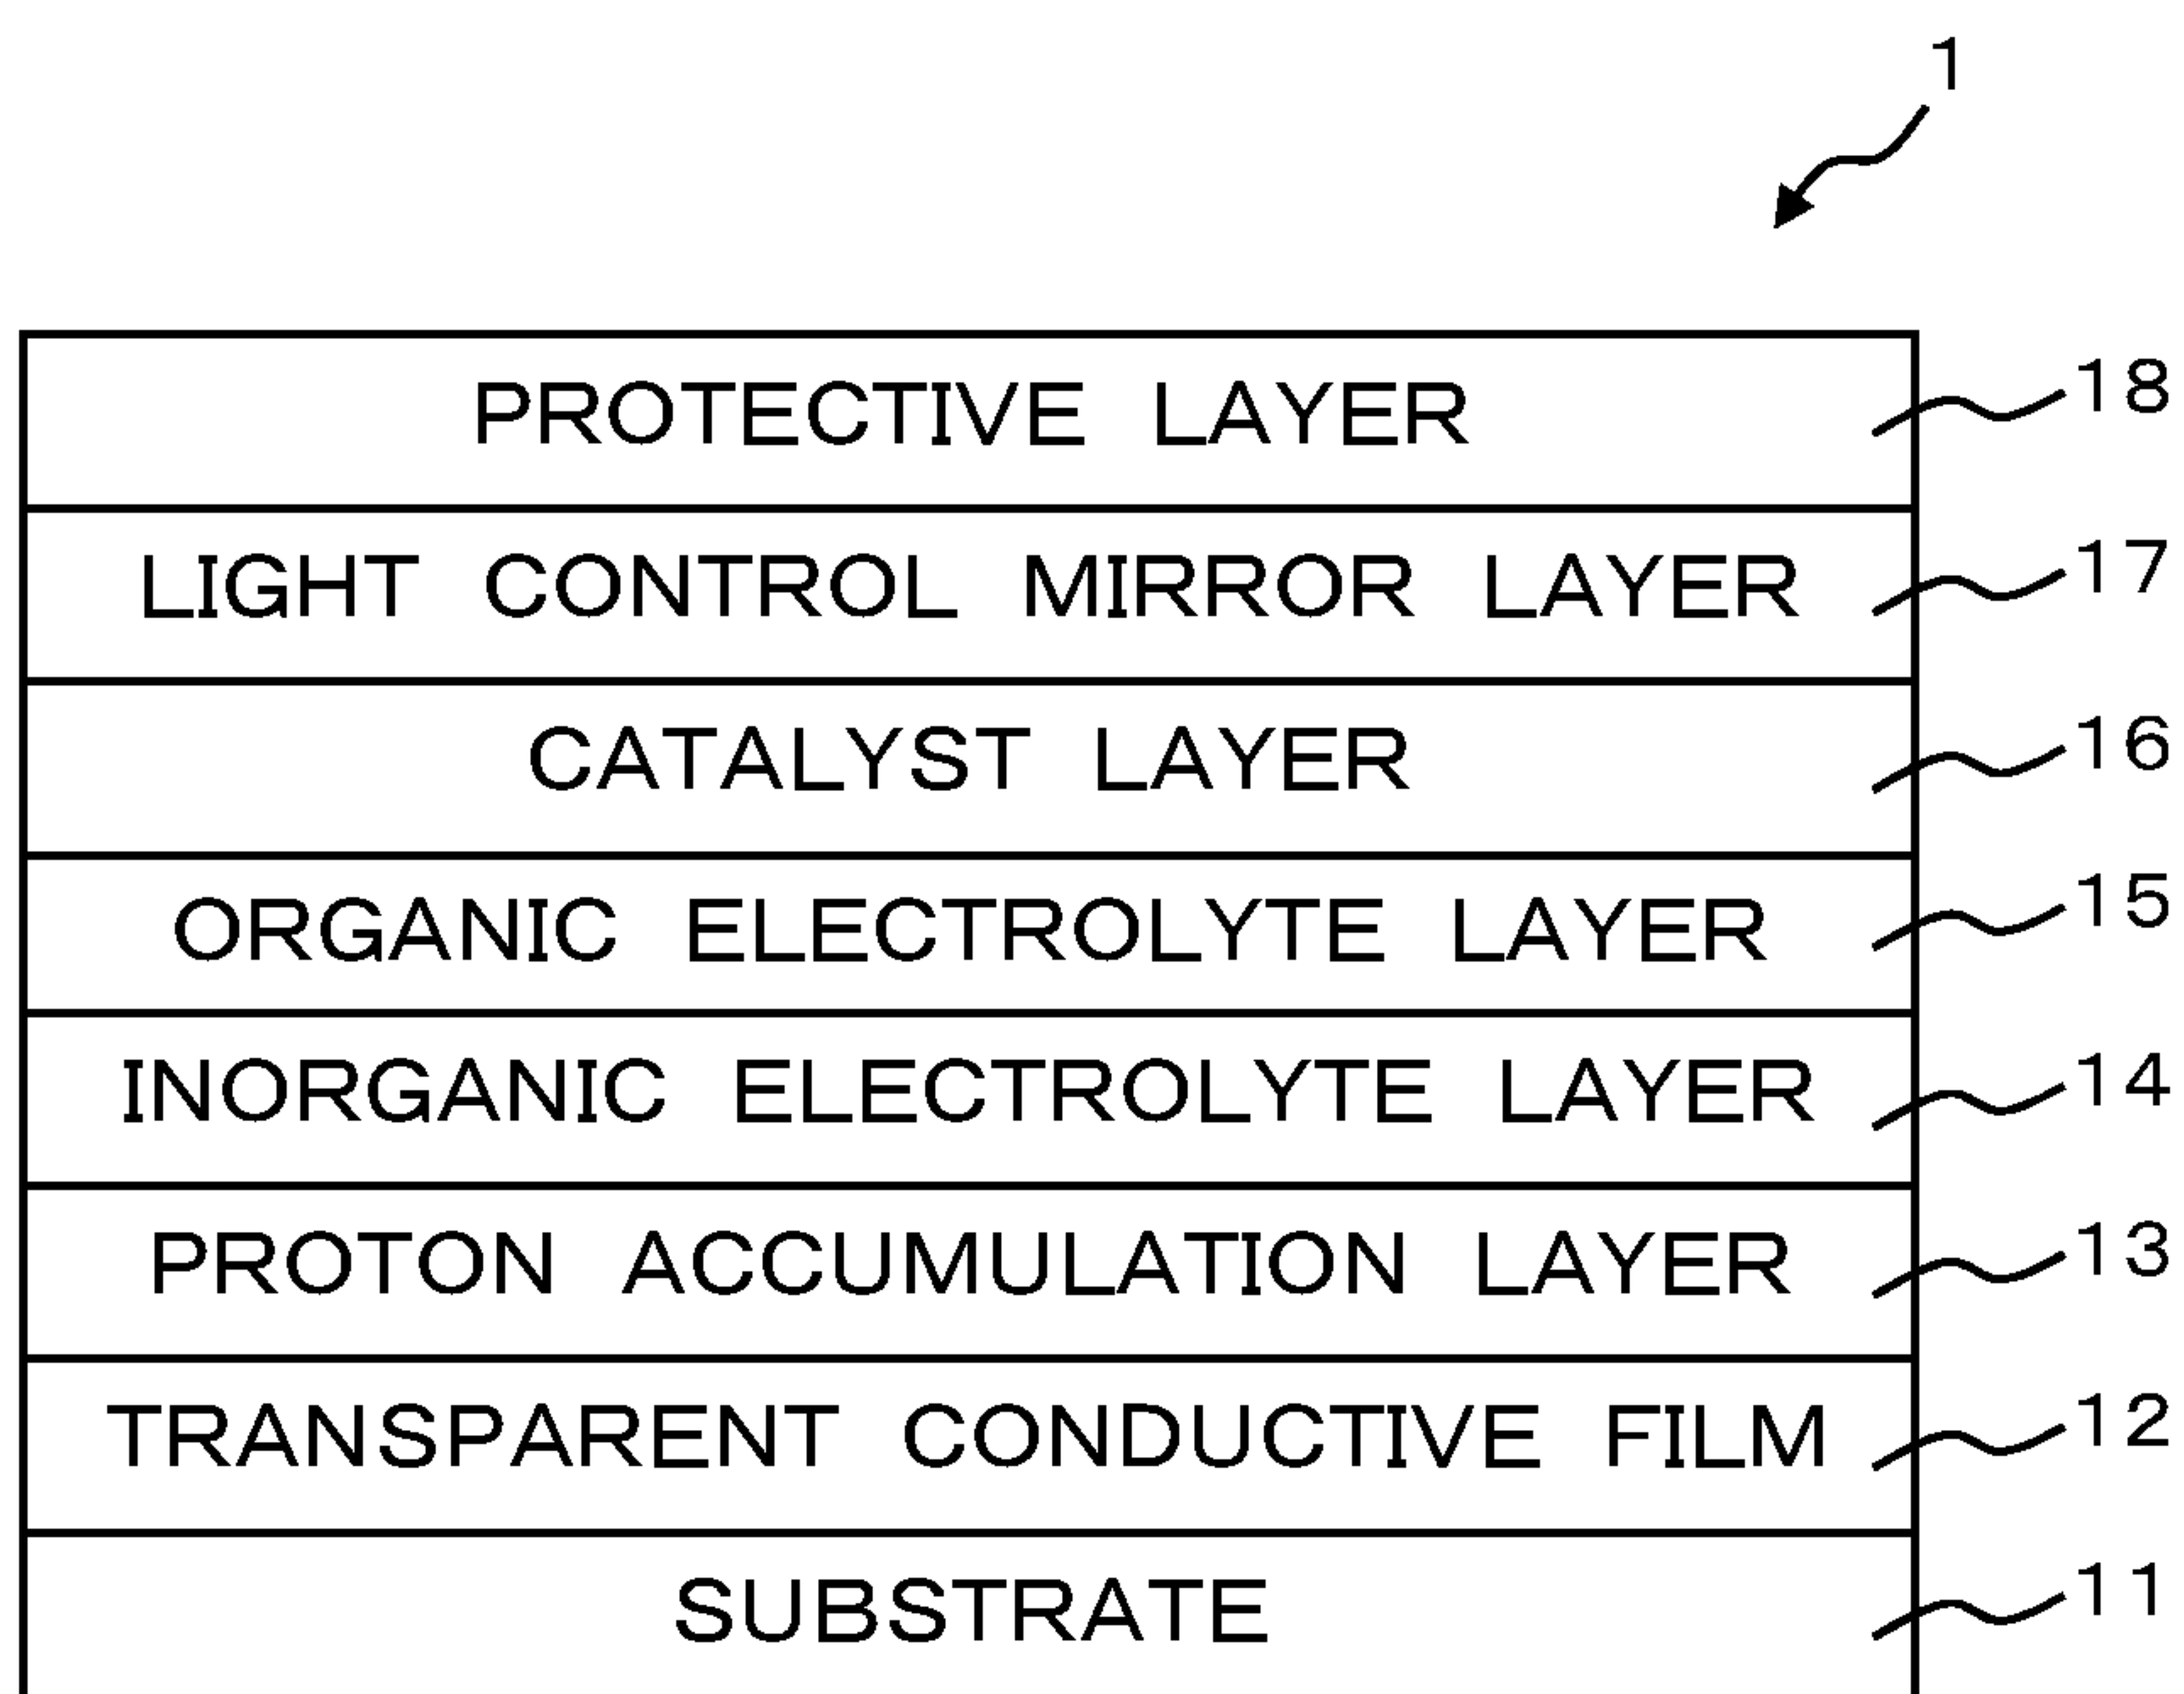 1
PROTECTIVE LAYER 18
LIGHT CONTROL MIRROR LAYER 17
CATALYST LAYER 16
ORGANIC ELECTROLYTE LAYER 15
INORGANIC ELECTROLYTE LAYER 14
PROTON ACCUMULATION LAYER 13
TRANSPARENT CONDUCTIVE FILM 12
SUBSTRATE 11